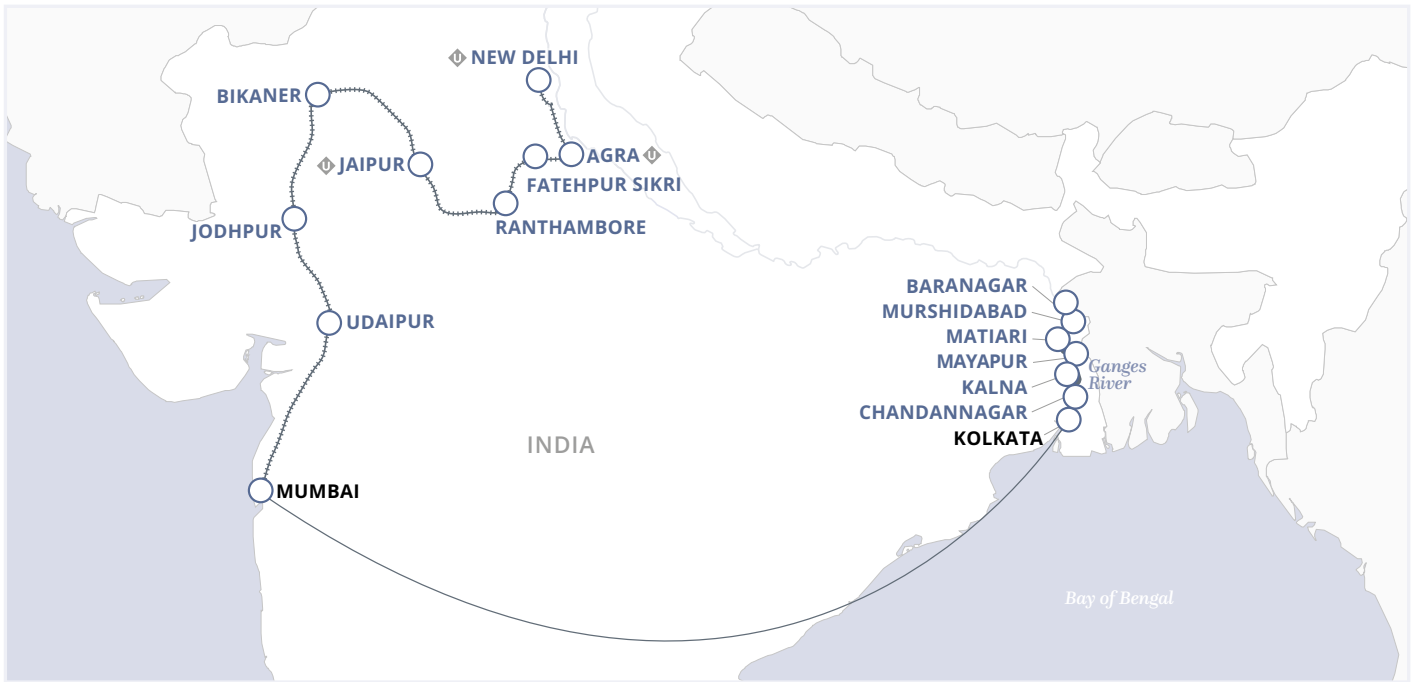 U NEW DELHI
BIKANER
U JAIPUR
AGRA U
FATEHPUR SIKRI
RANTHAMBORE
JODHPUR
UDAIPUR
BARANAGAR
MURSHIDABAD
MATIARI
MAYAPUR
Ganges
River
KALNA
CHANDANNAGAR
KOLKATA
INDIA
MUMBAI
Bay of Bengal